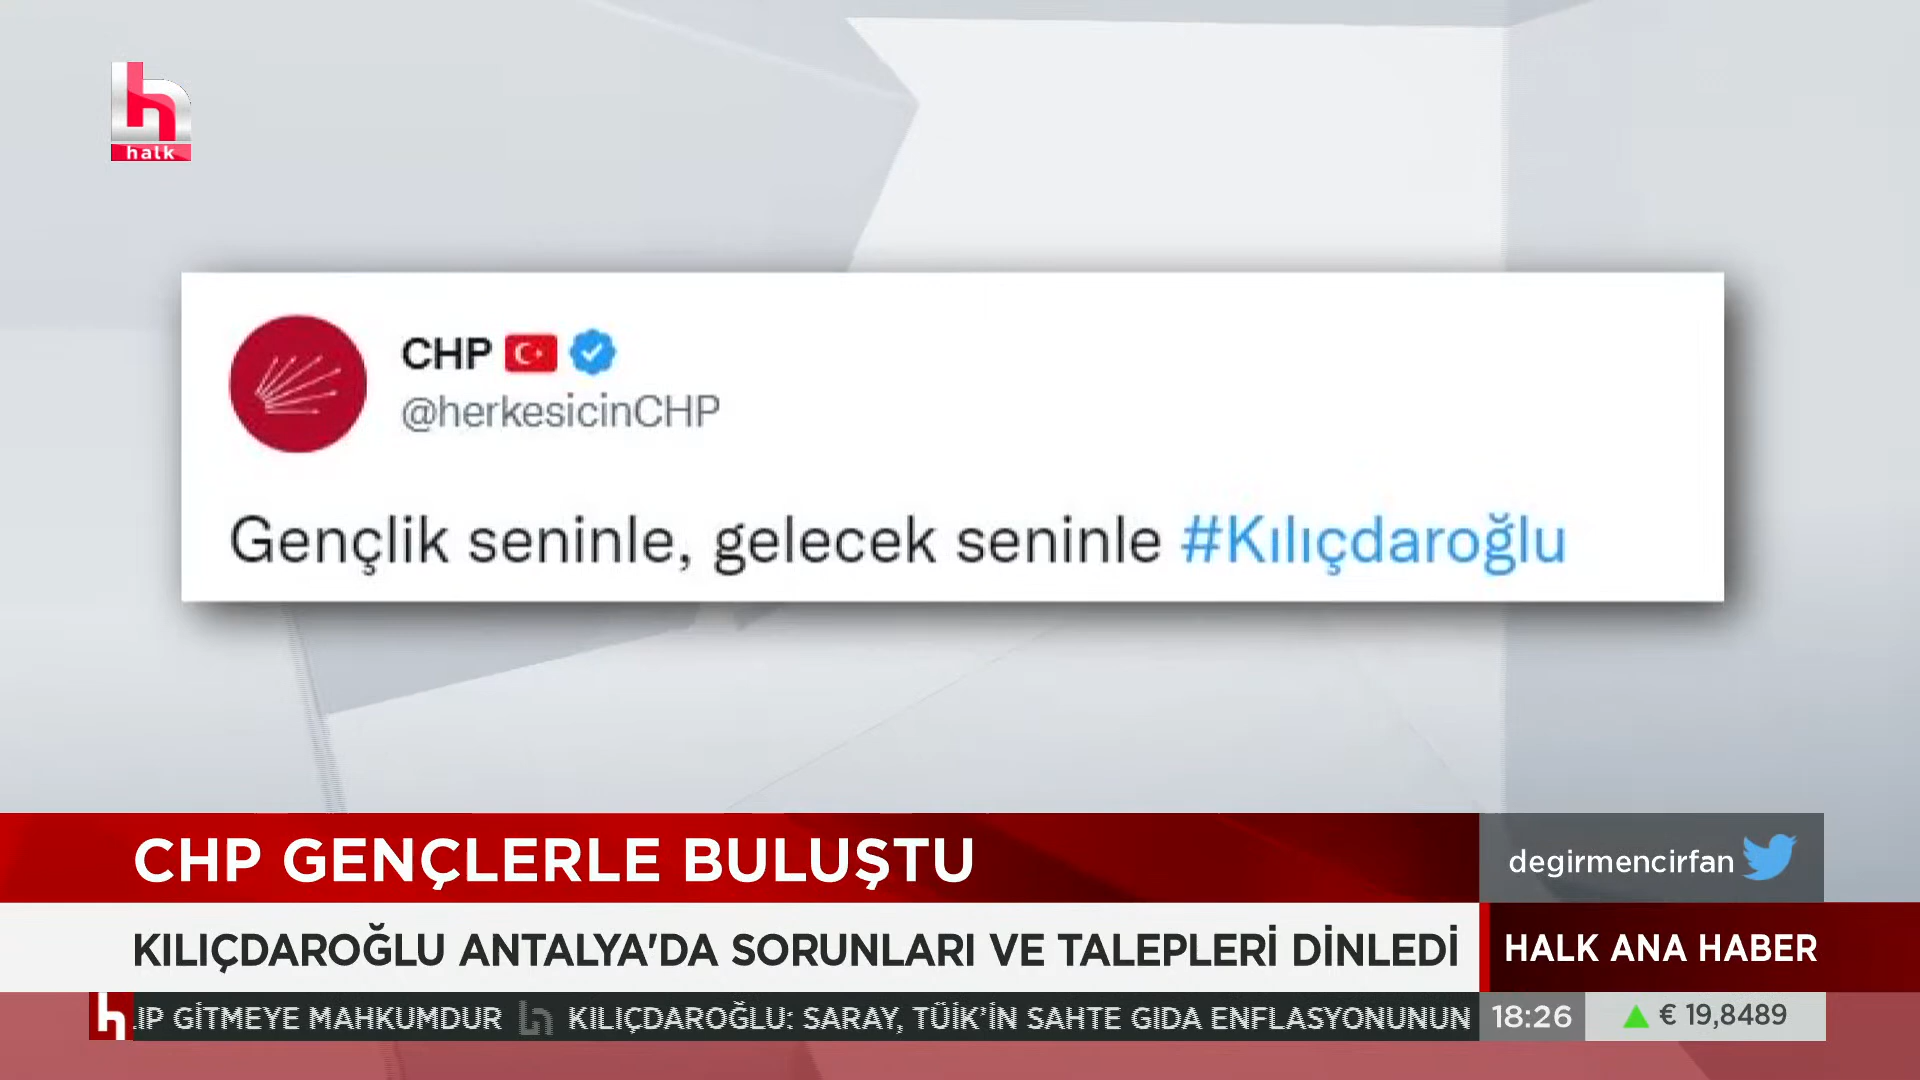 halk
CHP
@herkesicinCHP
Gençlik seninle, gelecek seninle #Kılıçdaroğlu
CHP GENÇLERLE BULUŞTU
degirmencirfan
KILIÇDAROĞLU ANTALYA'DA SORUNLARI VE TALEPLERİ DİNLEDİ
HALK ANA HABER
IP GİTMEYE MAHKUMDUR KILIÇDAROĞLU: SARAY, TÜİK'İN SAHTE GIDA ENFLASYONUNUN
18:26
€ 19,8489